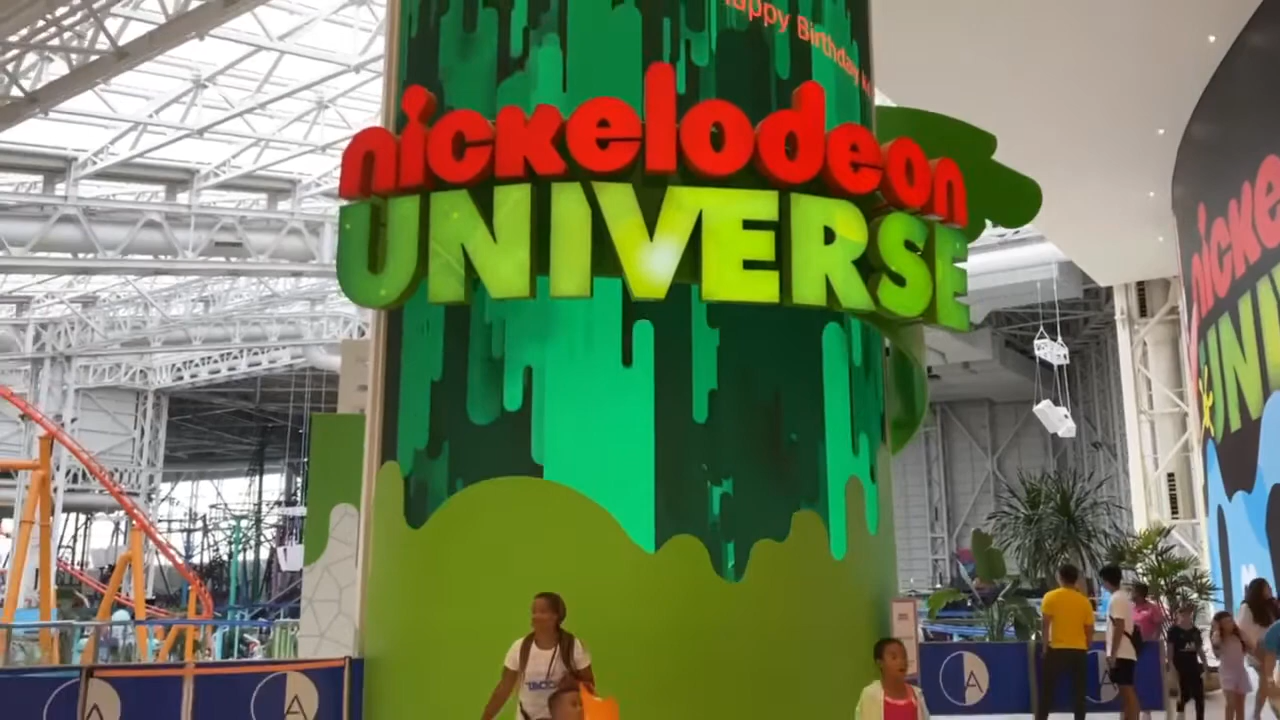 Happy Birthday
nickelodeon
UNIVERSE
nicke
UNI
A
A
A
A